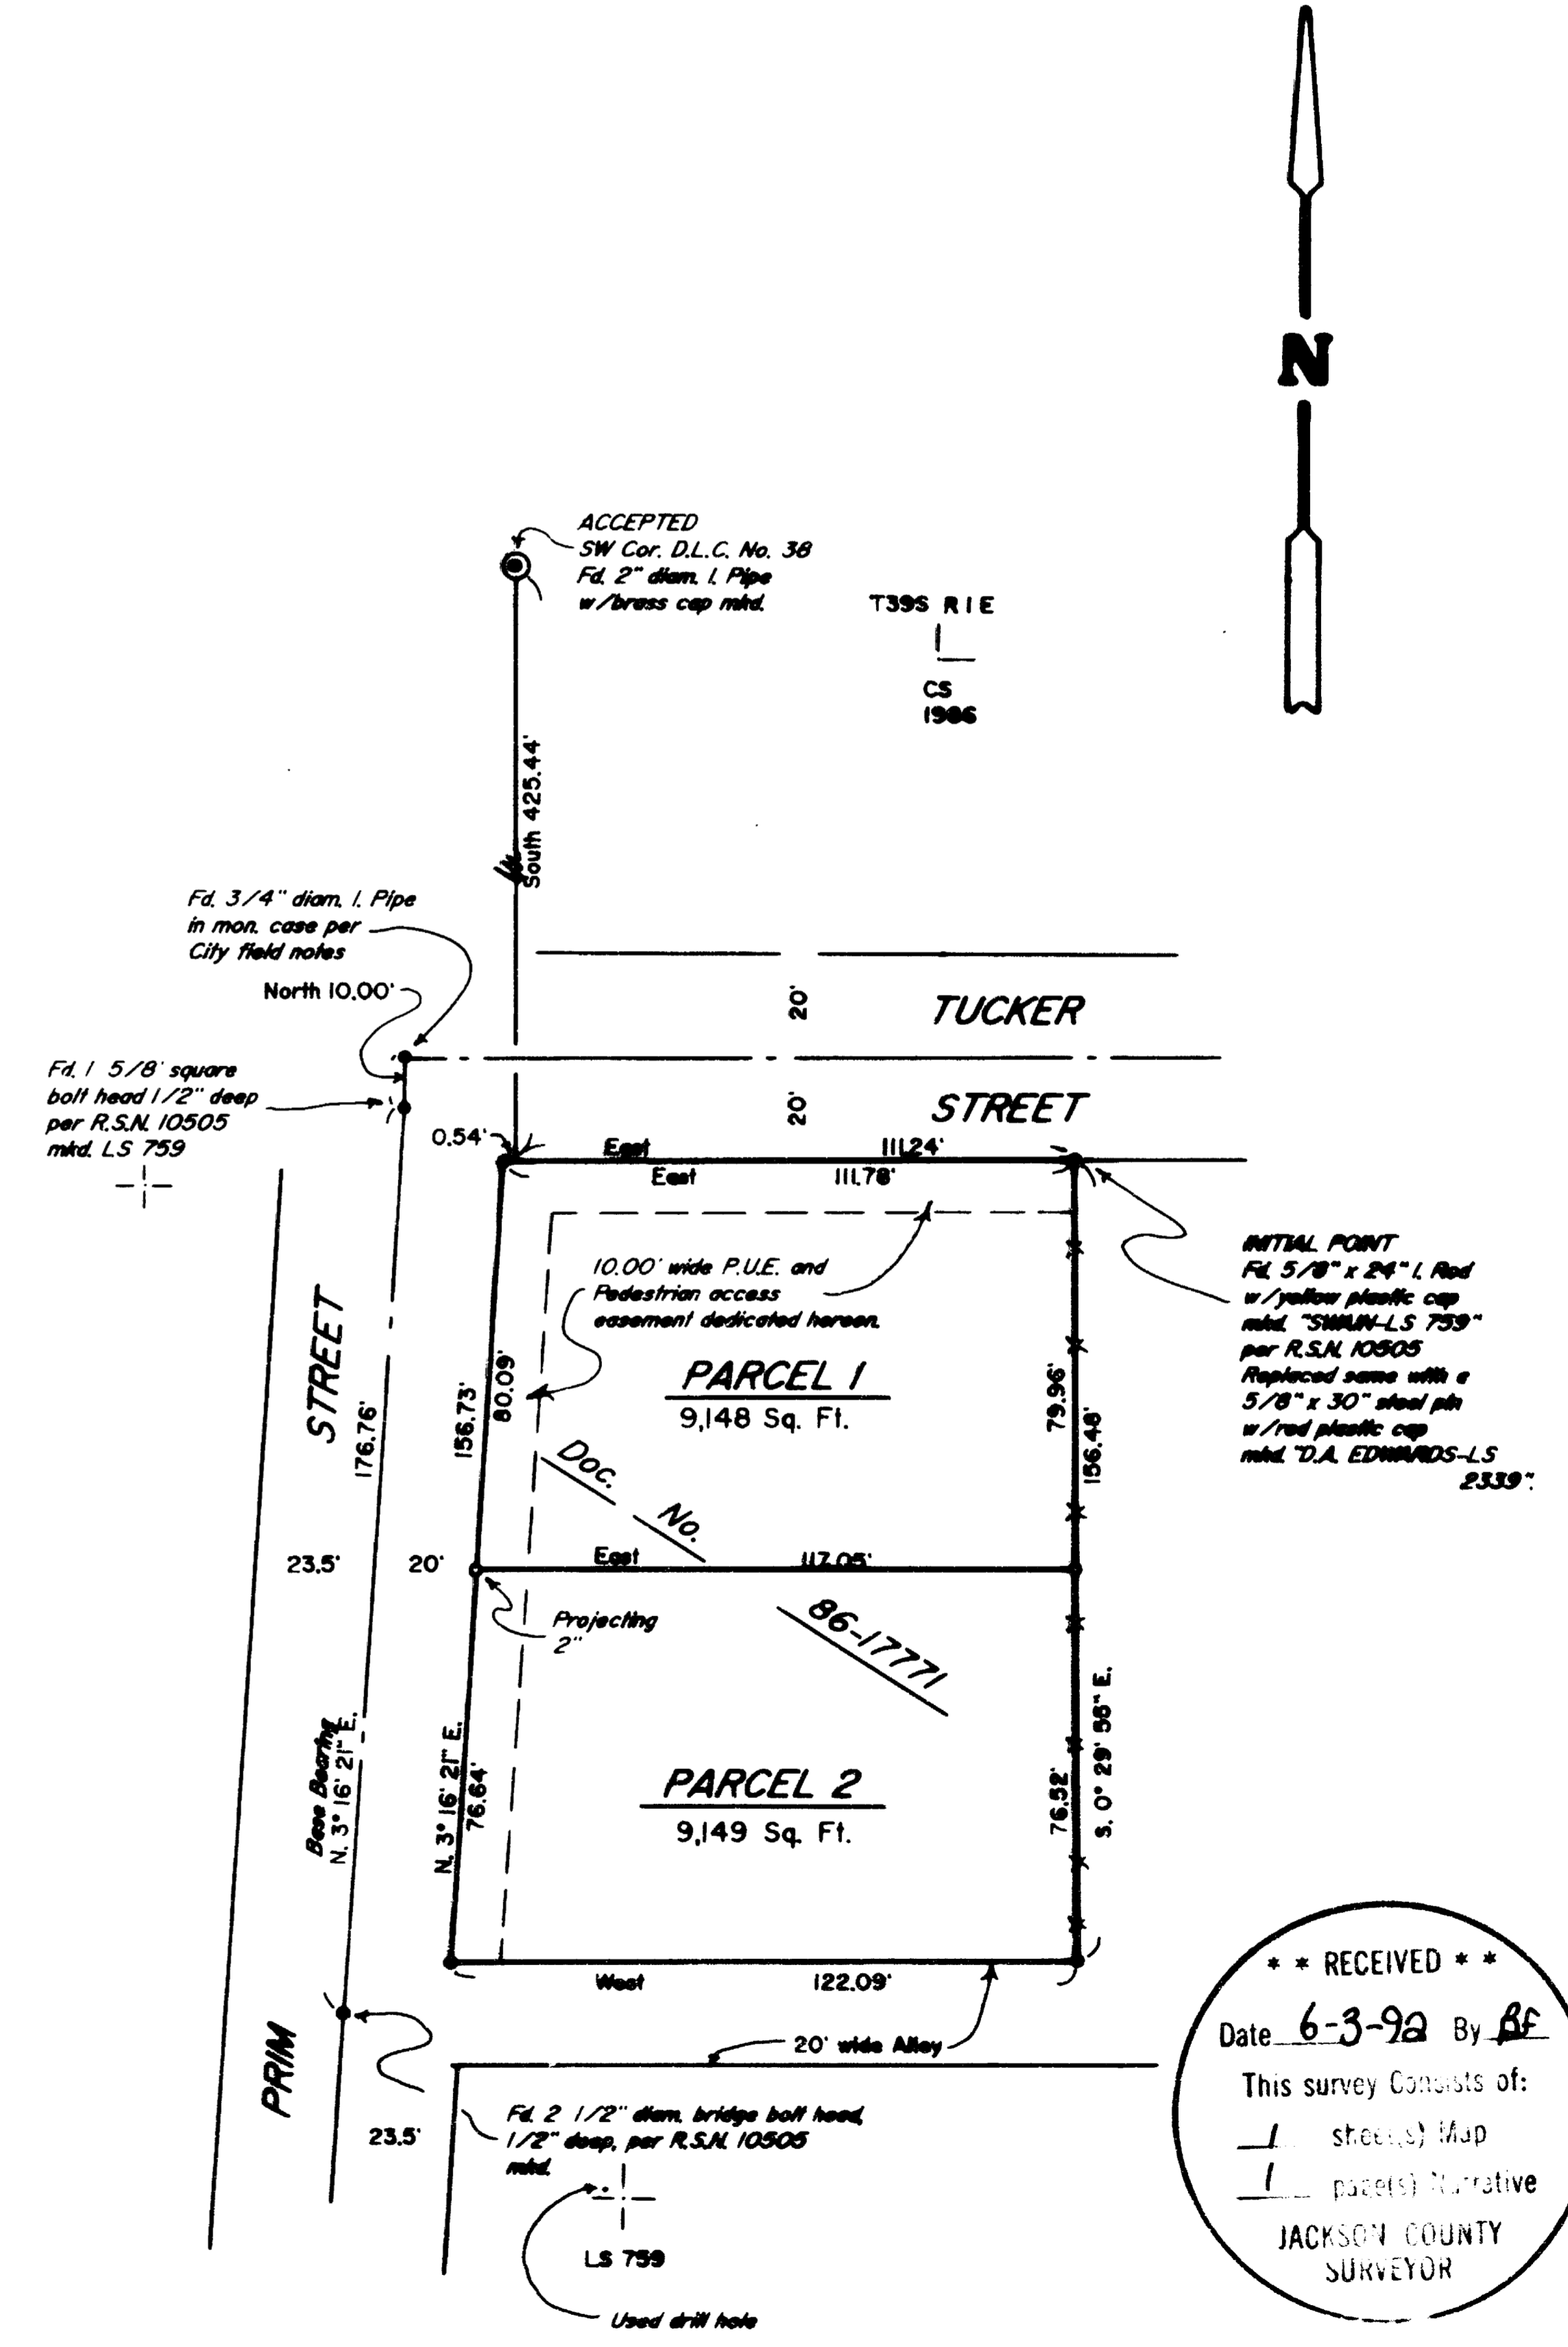 N
ACCEPTED
SW Cor. D.L.C. No. 38
Fd. 2" diam. I. Pipe
w/brass cap mkd.
T39S R1E
CS
1986
South 425.44'
Fd. 3/4" diam. I. Pipe
in mon. case per
City field notes
North 10.00'
Fd. 1 5/8' square
bolt head 1/2" deep
per R.S.N. 10505
mkd. LS 759
20'
TUCKER
20'
STREET
0.54'
East 111.24'
East 111.78'
INITIAL POINT
Fd. 5/8" x 24" I. Rod
w/yellow plastic cap
mkd. "SWAIN-LS 759"
per R.S.N. 10505
Replaced same with a
5/8" x 30" steel pin
w/red plastic cap
mkd. "D.A. EDWARDS-LS
2339".
10.00' wide P.U.E. and
Pedestrian access
easement dedicated hereon.
PARCEL 1
9,148 Sq. Ft.
STREET
176.76'
156.73'
80.09'
79.96'
156.48'
Doc. No.
86-17771
23.5'
20'
East 117.05'
Projecting
2"
Base Bearing
N. 3° 16' 21" E.
N. 3° 16' 21" E.
76.64'
PARCEL 2
9,149 Sq. Ft.
76.52'
S. 0° 29' 56" E.
West 122.09'
PRIM
20' wide Alley
23.5'
Fd. 2 1/2" diam. bridge bolt head,
1/2" deep, per R.S.N. 10505
mkd.
LS 759
Used drill hole
* * RECEIVED * *
Date 6-3-92 By BF
This survey Consists of:
1 sheet(s) Map
1 page(s) Narrative
JACKSON COUNTY
SURVEYOR